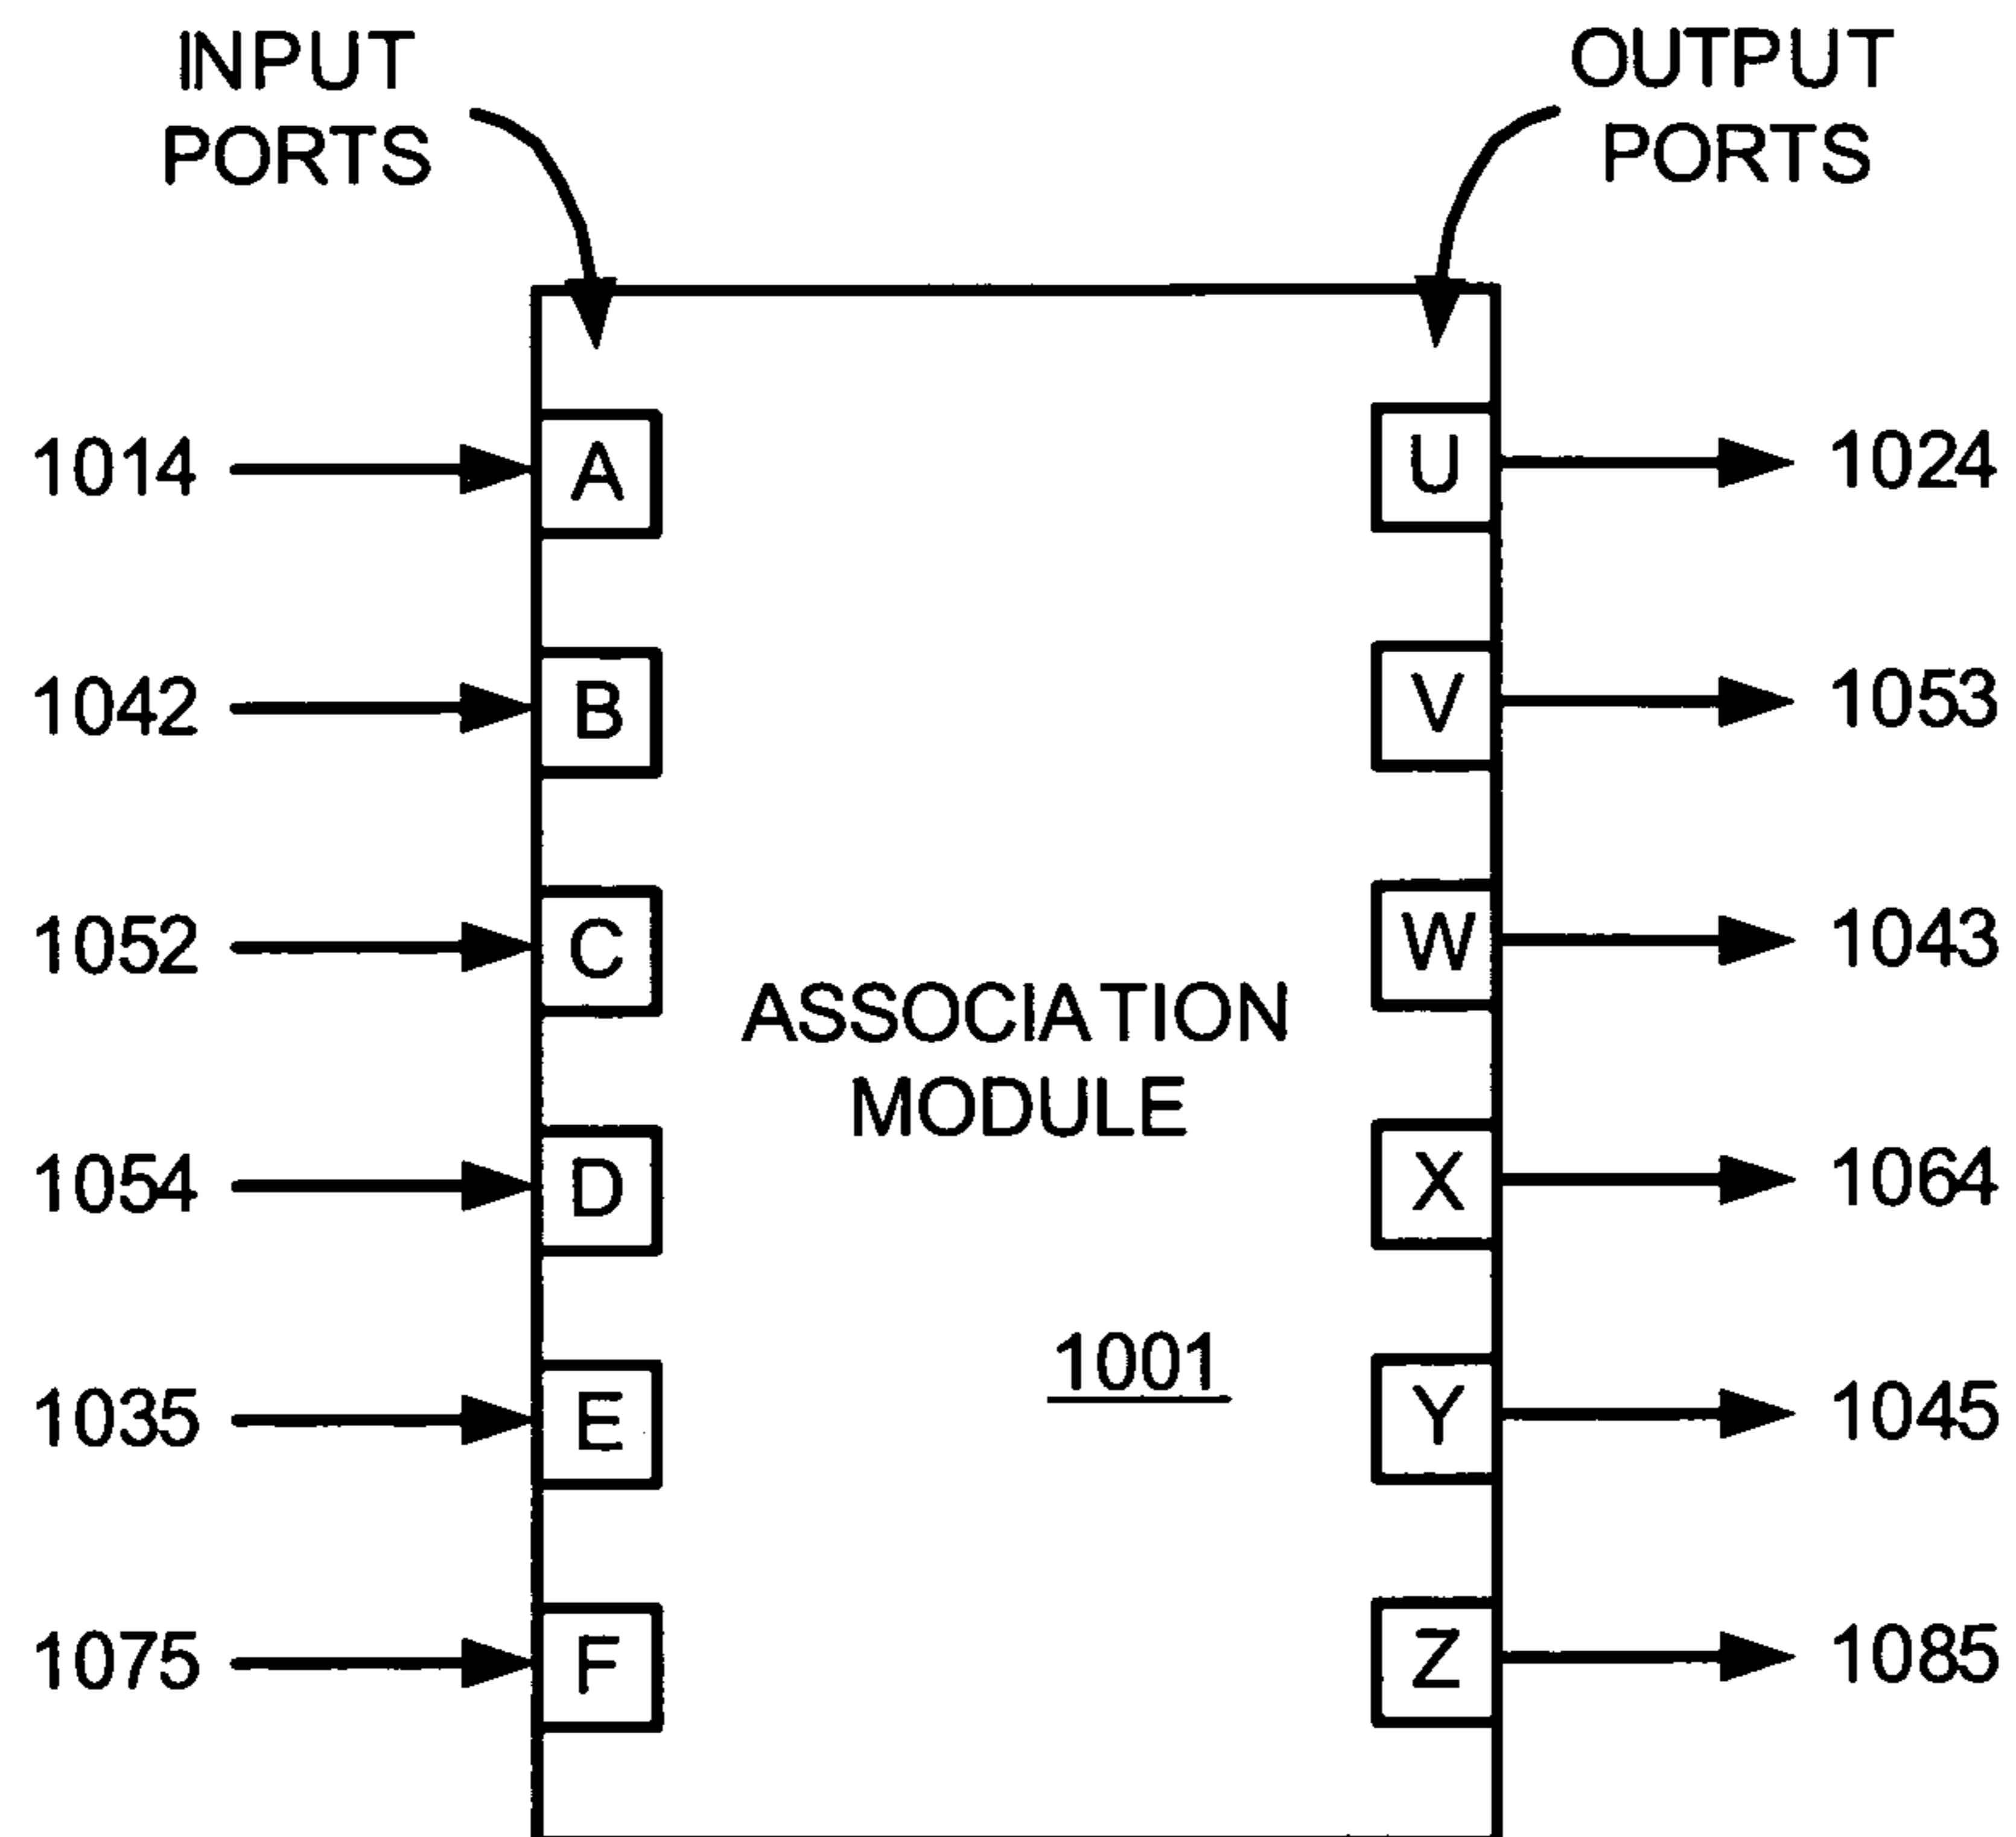 INPUT
PORTS
OUTPUT
PORTS
1014
A
U
1024
1042
B
V
1053
1052
C
W
1043
ASSOCIATION
MODULE
1054
D
X
1064
1001
1035
E
Y
1045
1075
F
Z
1085